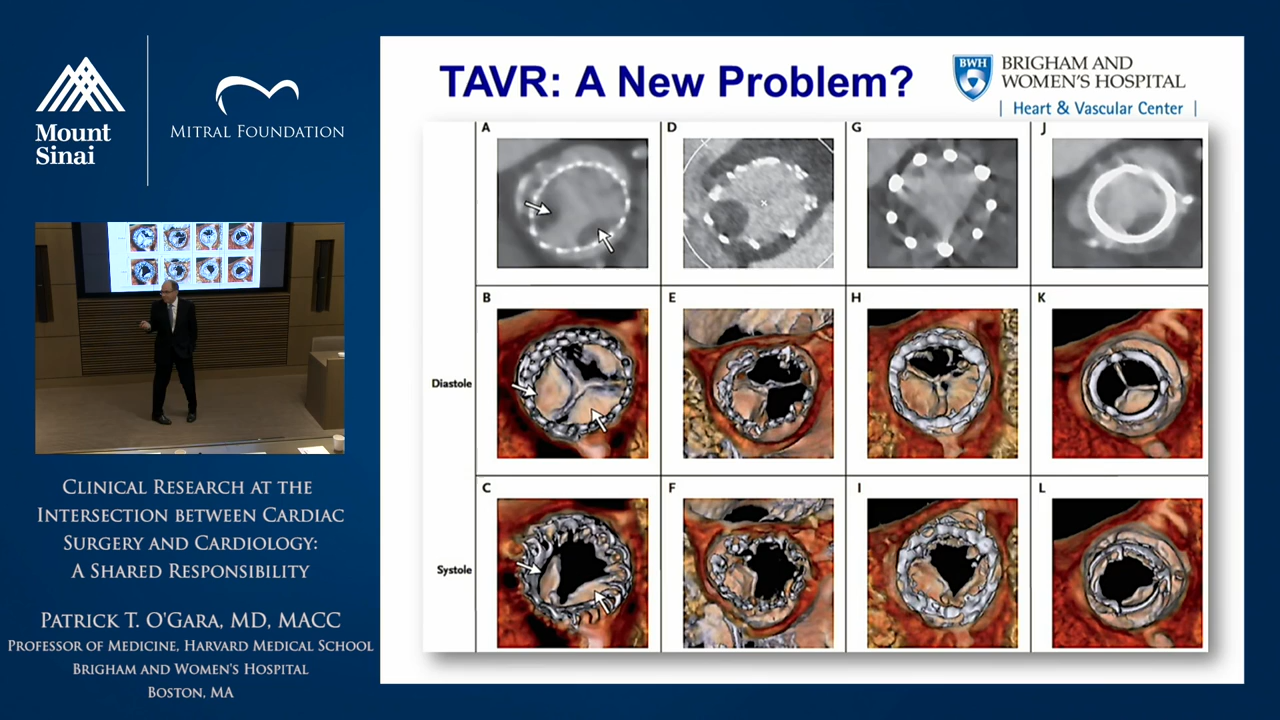 Mount
Sinai
MITRAL FOUNDATION
CLINICAL RESEARCH AT THE
INTERSECTION BETWEEN CARDIAC
SURGERY AND CARDIOLOGY:
A SHARED RESPONSIBILITY
PATRICK T. O'GARA, MD, MACC
PROFESSOR OF MEDICINE, HARVARD MEDICAL SCHOOL
BRIGHAM AND WOMEN'S HOSPITAL
BOSTON, MA
TAVR: A New Problem?
BWH
BRIGHAM AND
WOMEN'S HOSPITAL
| Heart & Vascular Center |
A D G J
B E H K
Diastole
C F I L
Systole